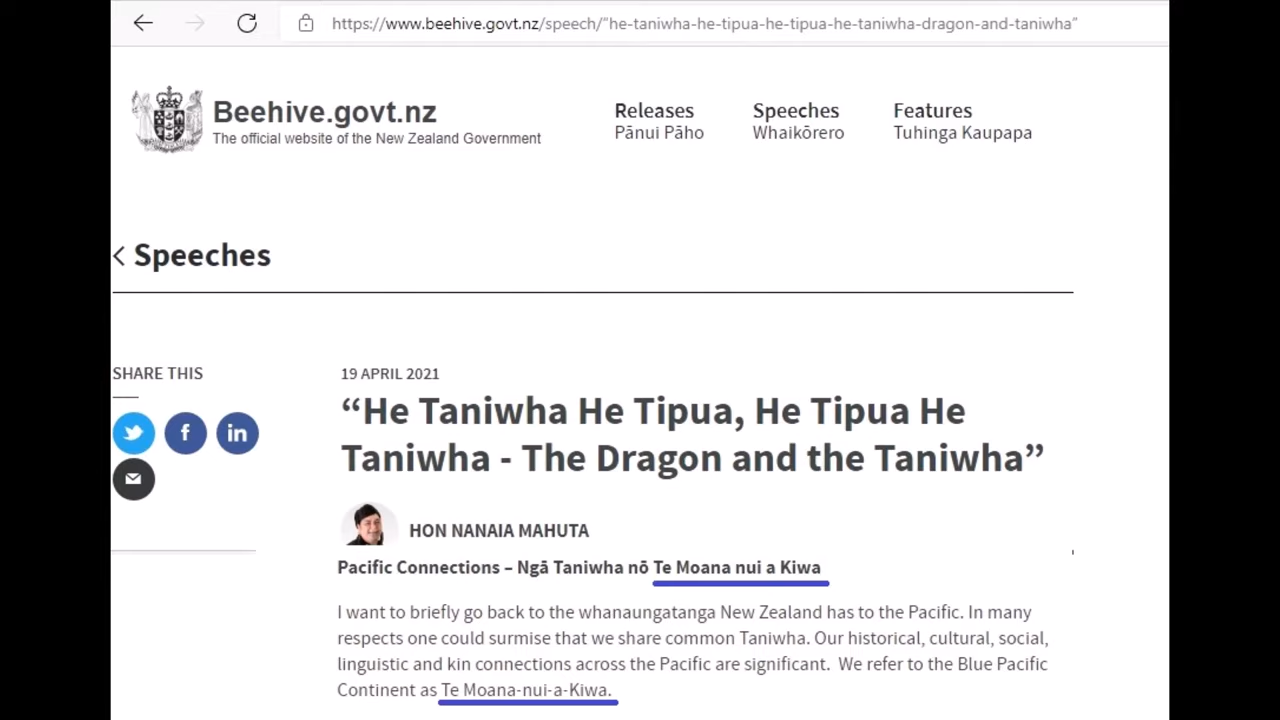 https://www.beehive.govt.nz/speech/“he-taniwha-he-tipua-he-tipua-he-taniwha-dragon-and-taniwha”
Beehive.govt.nz
The official website of the New Zealand Government
Releases
Pānui Pāho
Speeches
Whaikōrero
Features
Tuhinga Kaupapa
Speeches
SHARE THIS
19 APRIL 2021
“He Taniwha He Tipua, He Tipua He
Taniwha - The Dragon and the Taniwha”
HON NANAIA MAHUTA
Pacific Connections – Ngā Taniwha nō Te Moana nui a Kiwa
I want to briefly go back to the whanaungatanga New Zealand has to the Pacific. In many
respects one could surmise that we share common Taniwha. Our historical, cultural, social,
linguistic and kin connections across the Pacific are significant.  We refer to the Blue Pacific
Continent as Te Moana-nui-a-Kiwa.